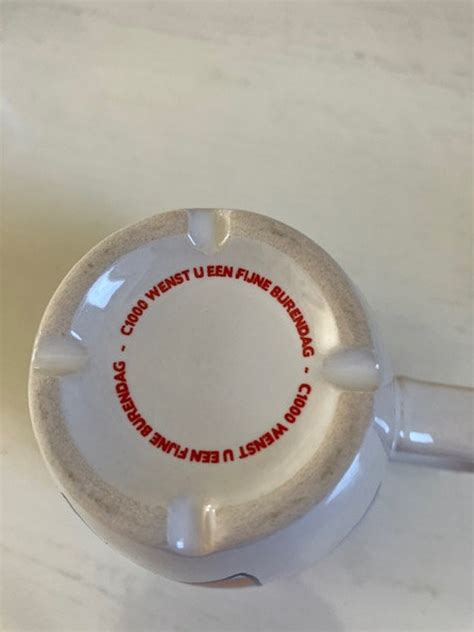 C1000 WENST U EEN FIJNE BURENDAG - C1000 WENST U EEN FIJNE BURENDAG -